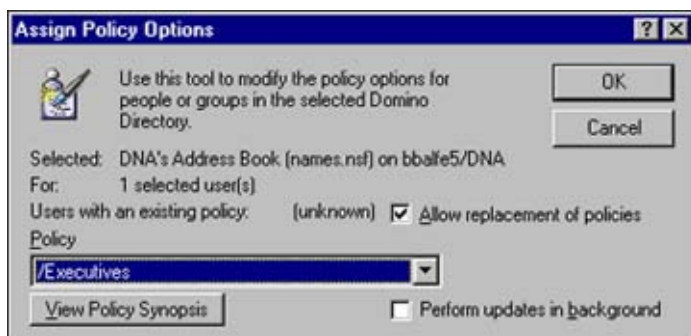 Assign Policy Options
Use this tool to modify the policy options for
people or groups in the selected Domino
Directory.
OK
Cancel
Selected: DNA's Address Book (names.nsf) on bbalfe5/DNA
For: 1 selected user(s)
Users with an existing policy: (unknown) Allow replacement of policies
Policy
/Executives
View Policy Synopsis Perform updates in background